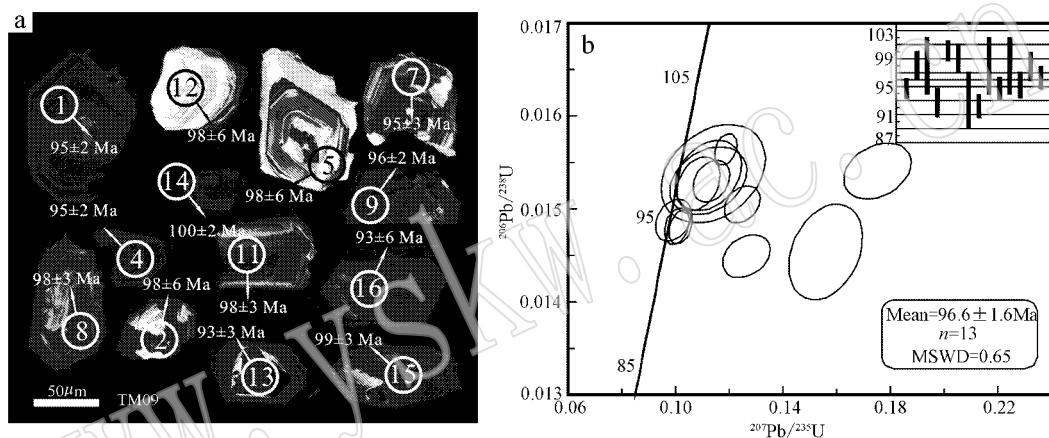 a
1
12
7
95±2 Ma
98±6 Ma
95±3 Ma
5
96±2 Ma
14
98±6 Ma
9
95±2 Ma
100±2 Ma
93±6 Ma
4
11
98±3 Ma
98±6 Ma
16
98±3 Ma
8
2
93±3 Ma
99±3 Ma
13
15
50μm
TM09
b
0.017
0.016
0.015
0.014
0.013
²⁰⁶Pb/²³⁸U
0.06
0.10
0.14
0.18
0.22
²⁰⁷Pb/²³⁵U
105
95
85
103
99
95
91
87
Mean=96.6±1.6Ma
n=13
MSWD=0.65
www.yskw.ac.cn